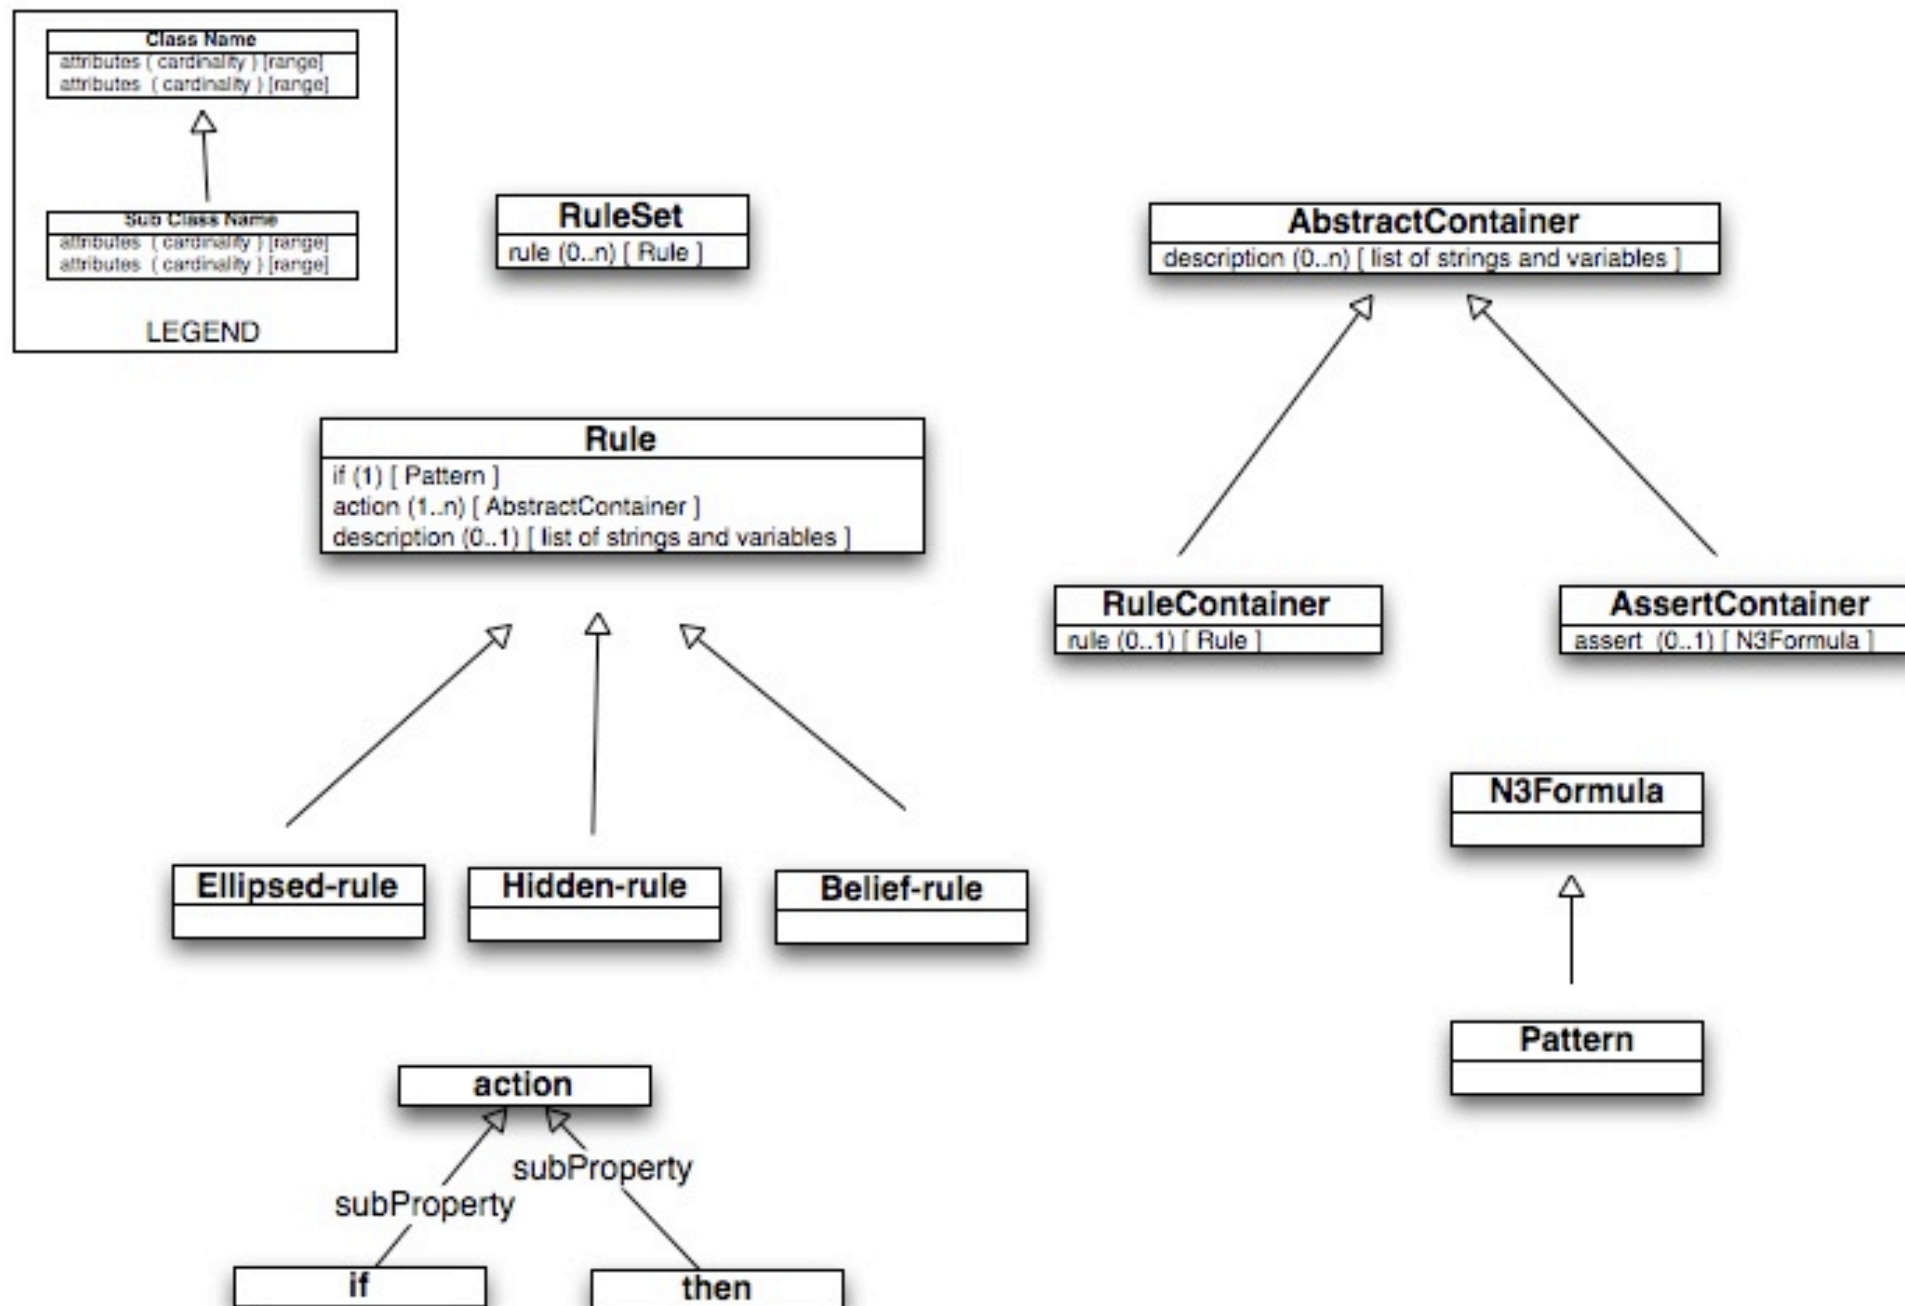 Class Name
attributes ( cardinality ) [range]
attributes ( cardinality ) [range]
Sub Class Name
attributes ( cardinality ) [range]
attributes ( cardinality ) [range]
LEGEND
RuleSet
rule (0..n) [ Rule ]
AbstractContainer
description (0..n) [ list of strings and variables ]
Rule
if (1) [ Pattern ]
action (1..n) [ AbstractContainer ]
description (0..1) [ list of strings and variables ]
RuleContainer
rule (0..1) [ Rule ]
AssertContainer
assert (0..1) [ N3Formula ]
N3Formula
Ellipsed-rule
Hidden-rule
Belief-rule
Pattern
action
subProperty
subProperty
if
then